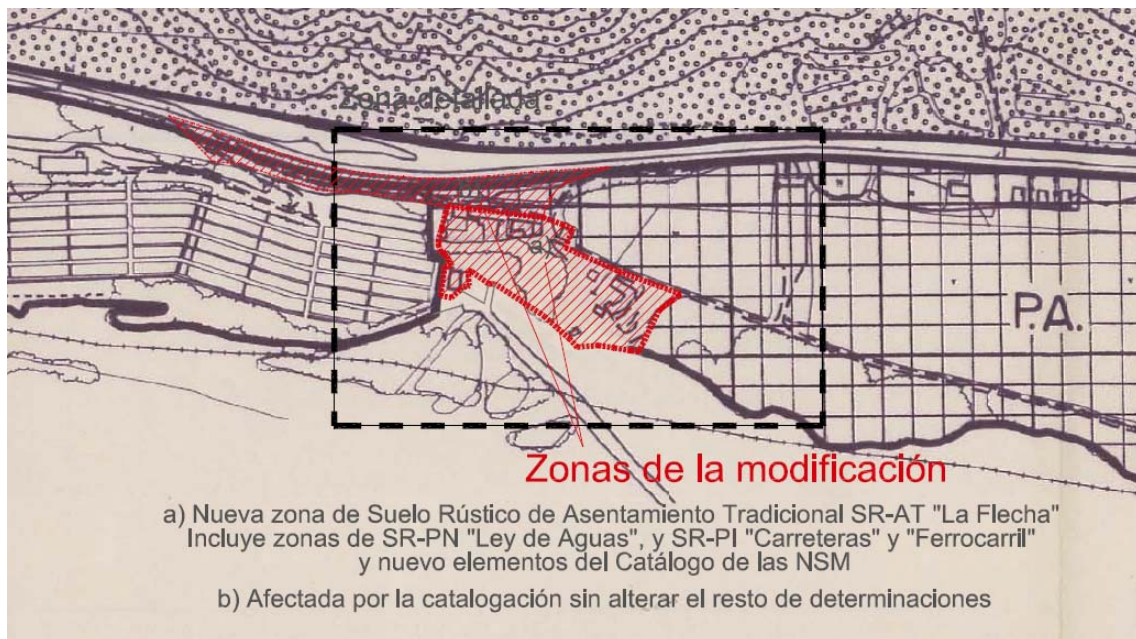 Zona detallada
a)
P.A.
Zonas de la modificación
a) Nueva zona de Suelo Rústico de Asentamiento Tradicional SR-AT "La Flecha"
Incluye zonas de SR-PN "Ley de Aguas", y SR-PI "Carreteras" y "Ferrocarril"
y nuevo elementos del Catálogo de las NSM
b) Afectada por la catalogación sin alterar el resto de determinaciones